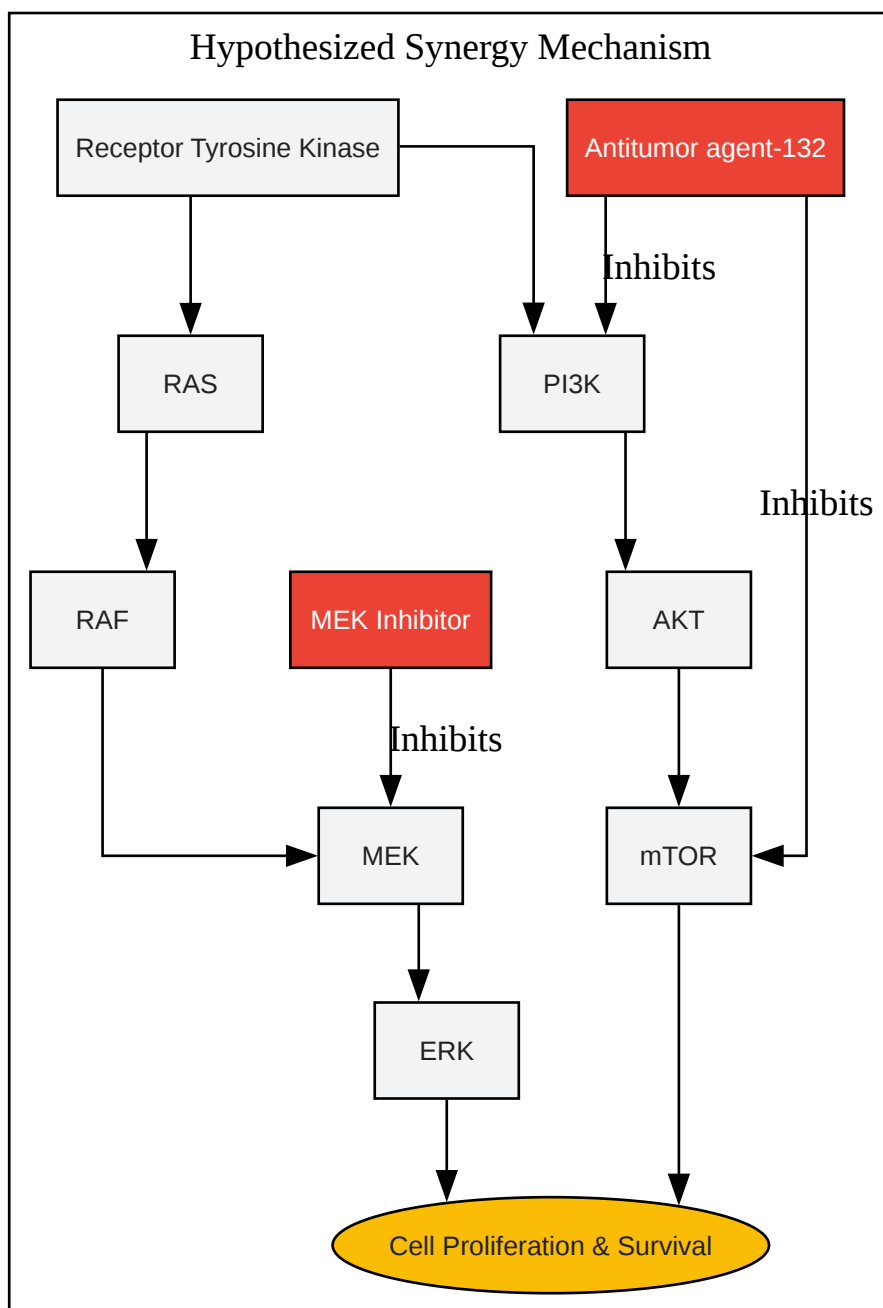 Hypothesized Synergy Mechanism
Receptor Tyrosine Kinase
Antitumor agent-132
Inhibits
RAS
PI3K
Inhibits
RAF
MEK Inhibitor
AKT
Inhibits
MEK
mTOR
ERK
Cell Proliferation & Survival